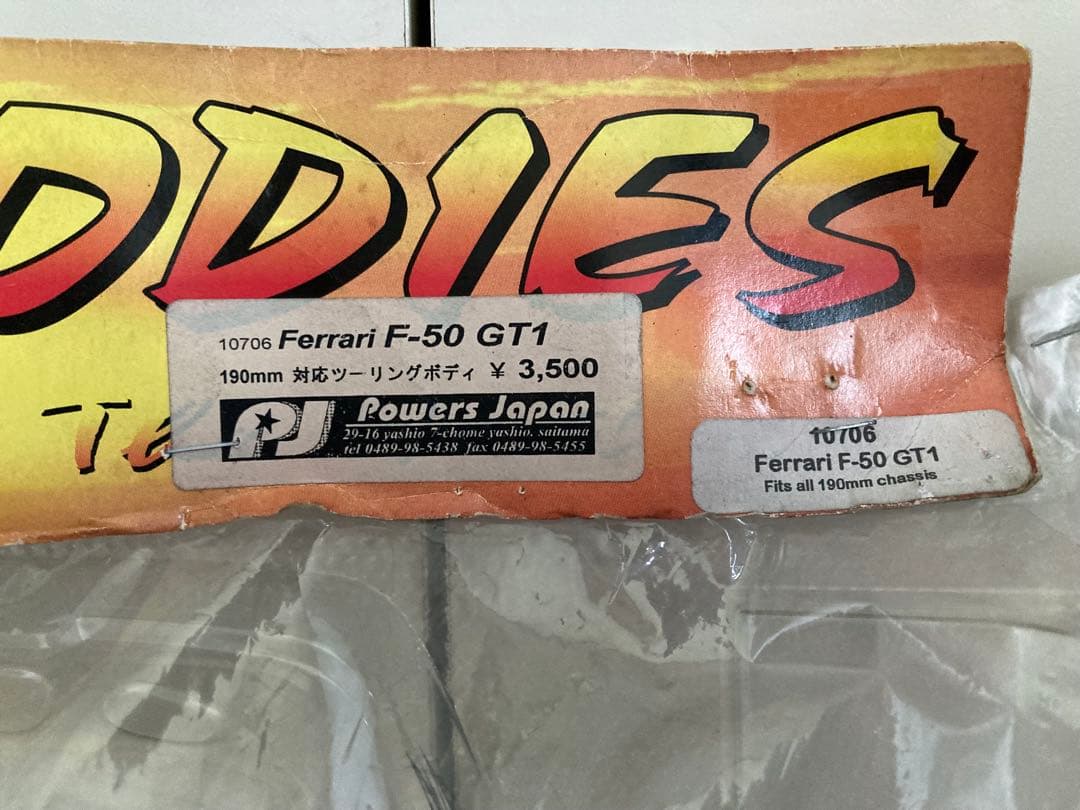 ODIES
10706 Ferrari F-50 GT1
190mm 対応ツーリングボディ ¥ 3,500
PJ Powers Japan
29-16 yashio 7-chome yashio. saitama
tel 0489-98-5438 fax 0489-98-5455
10706
Ferrari F-50 GT1
Fits all 190mm chassis